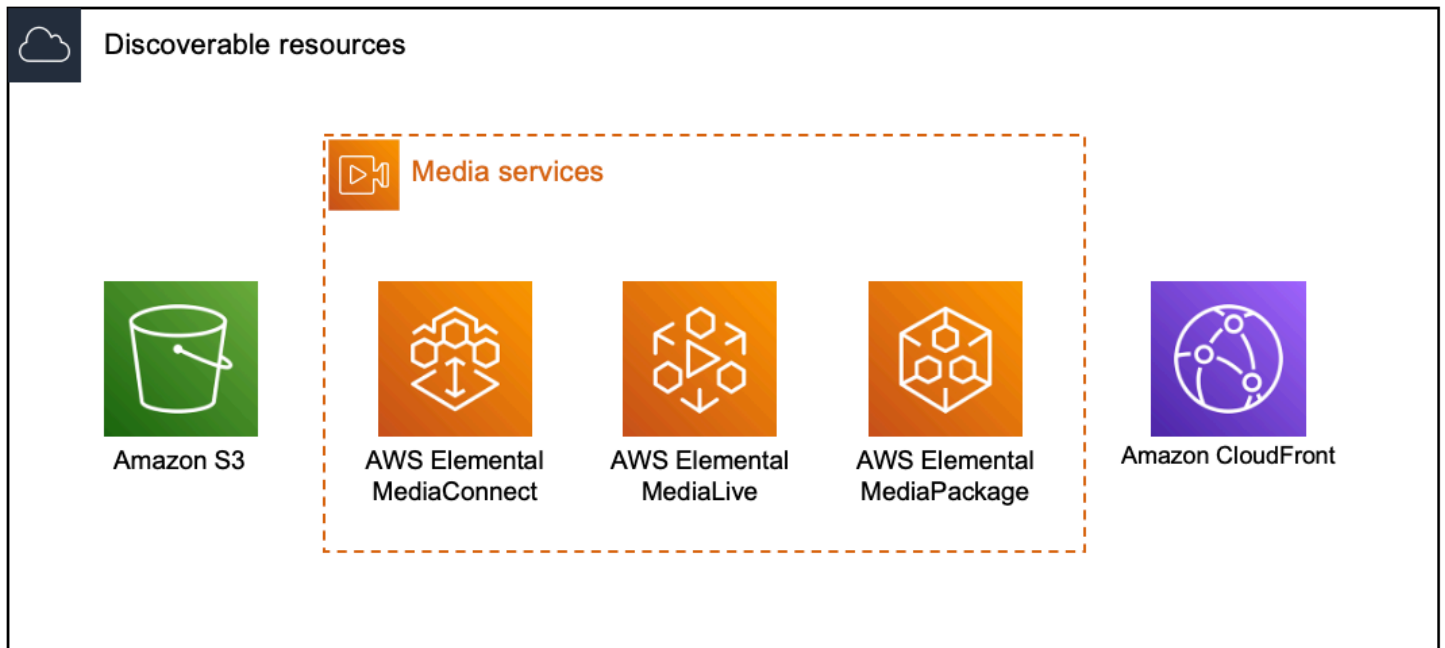 Discoverable resources
Media services
Amazon S3
AWS Elemental
MediaConnect
AWS Elemental
MediaLive
AWS Elemental
MediaPackage
Amazon CloudFront